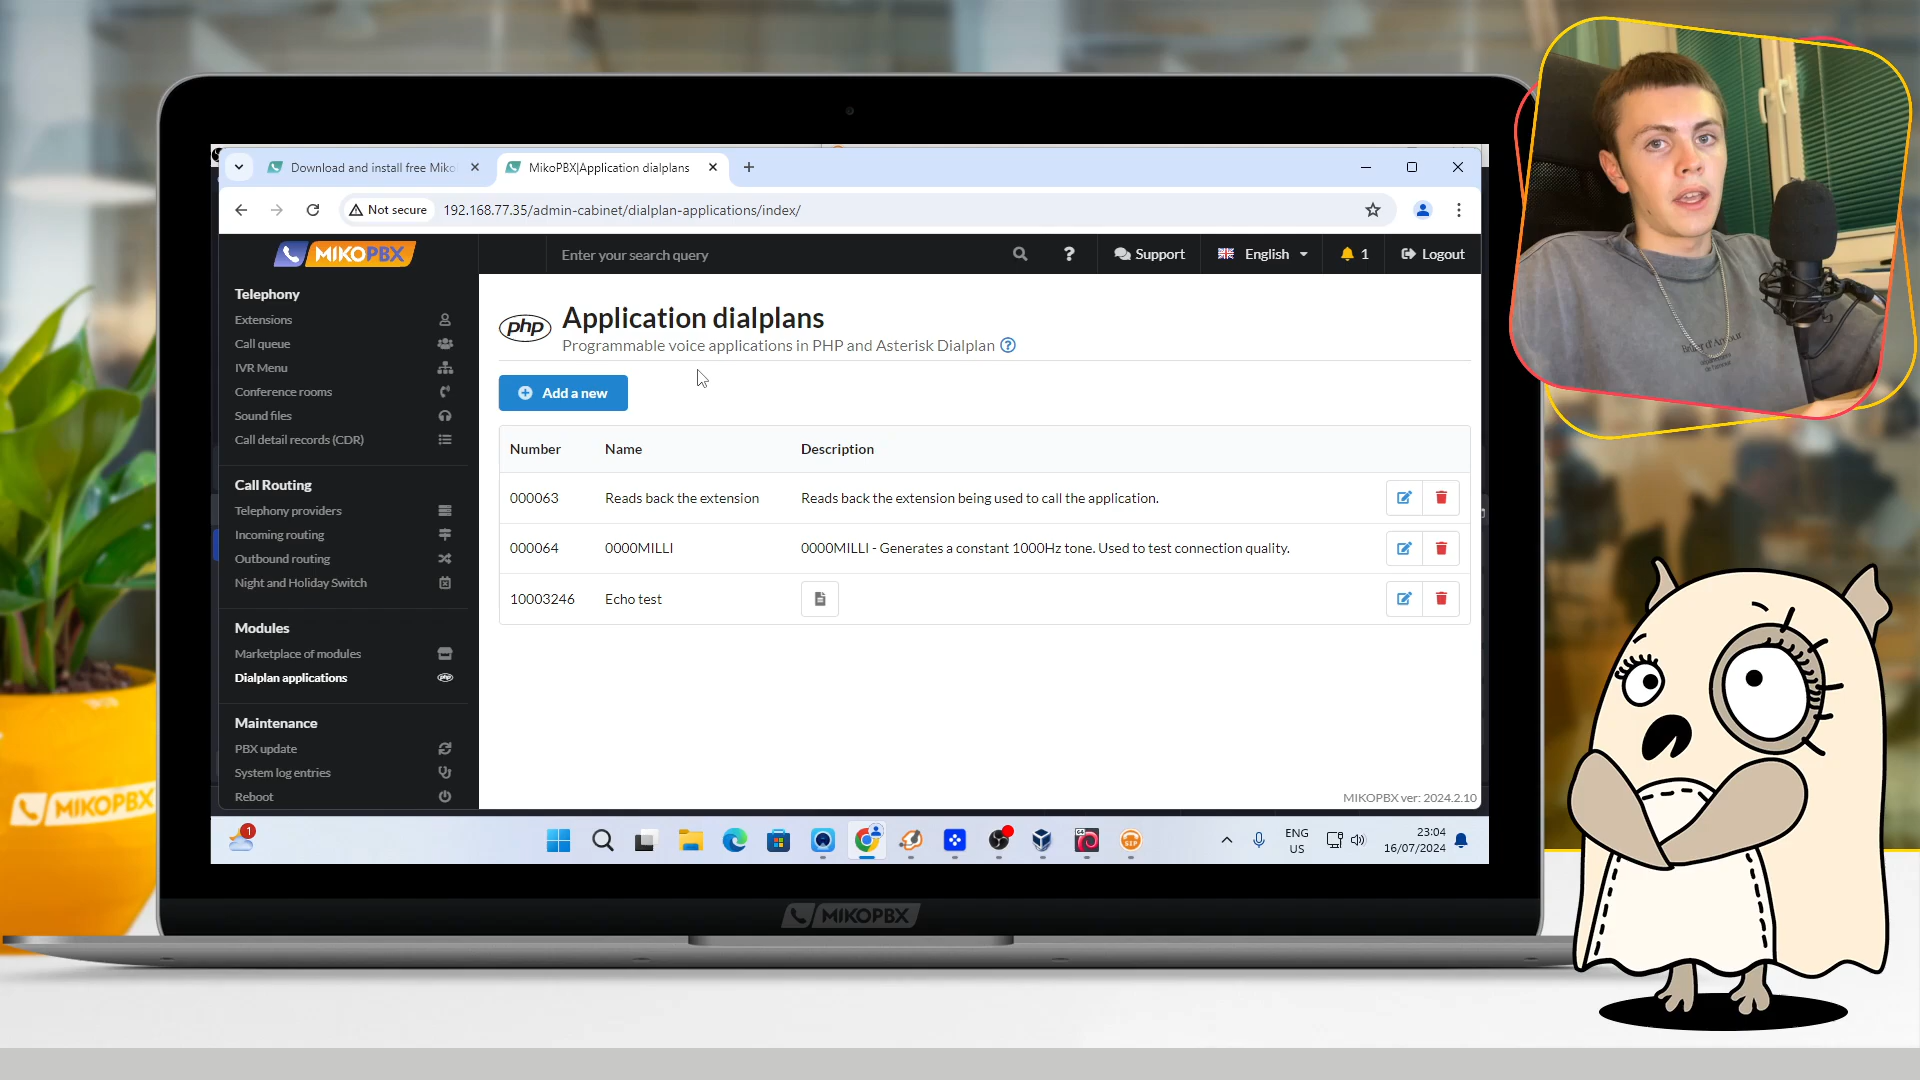 Download and install free Miko
MikoPBX|Application dialplans
Not secure
192.168.77.35/admin-cabinet/dialplan-applications/index/
MIKOPBX
Enter your search query
?
Support
English
1
Logout
Telephony
Extensions
Call queue
IVR Menu
Conference rooms
Sound files
Call detail records (CDR)
Call Routing
Telephony providers
Incoming routing
Outbound routing
Night and Holiday Switch
Modules
Marketplace of modules
Dialplan applications
php
Maintenance
PBX update
System log entries
Reboot
php
Application dialplans
Programmable voice applications in PHP and Asterisk Dialplan ?
Add a new
Number Name Description
000063 Reads back the extension Reads back the extension being used to call the application.
000064 0000MILLI 0000MILLI - Generates a constant 1000Hz tone. Used to test connection quality.
10003246 Echo test
MIKOPBX ver: 2024.2.10
1
ENG
US
23:04
16/07/2024
MIKOPBX
MIKOPBX